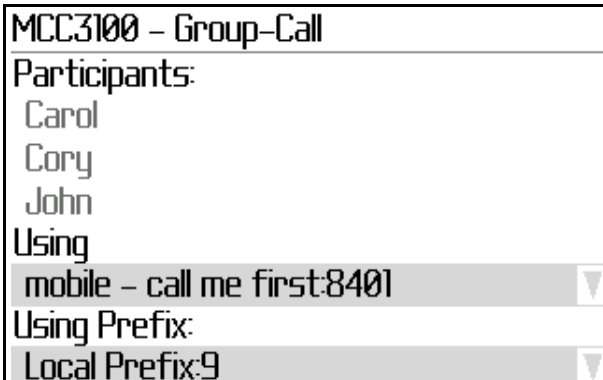 MCC3100 - Group-Call
Participants:
Carol
Cory
John
Using
mobile - call me first:8401
Using Prefix:
Local Prefix:9